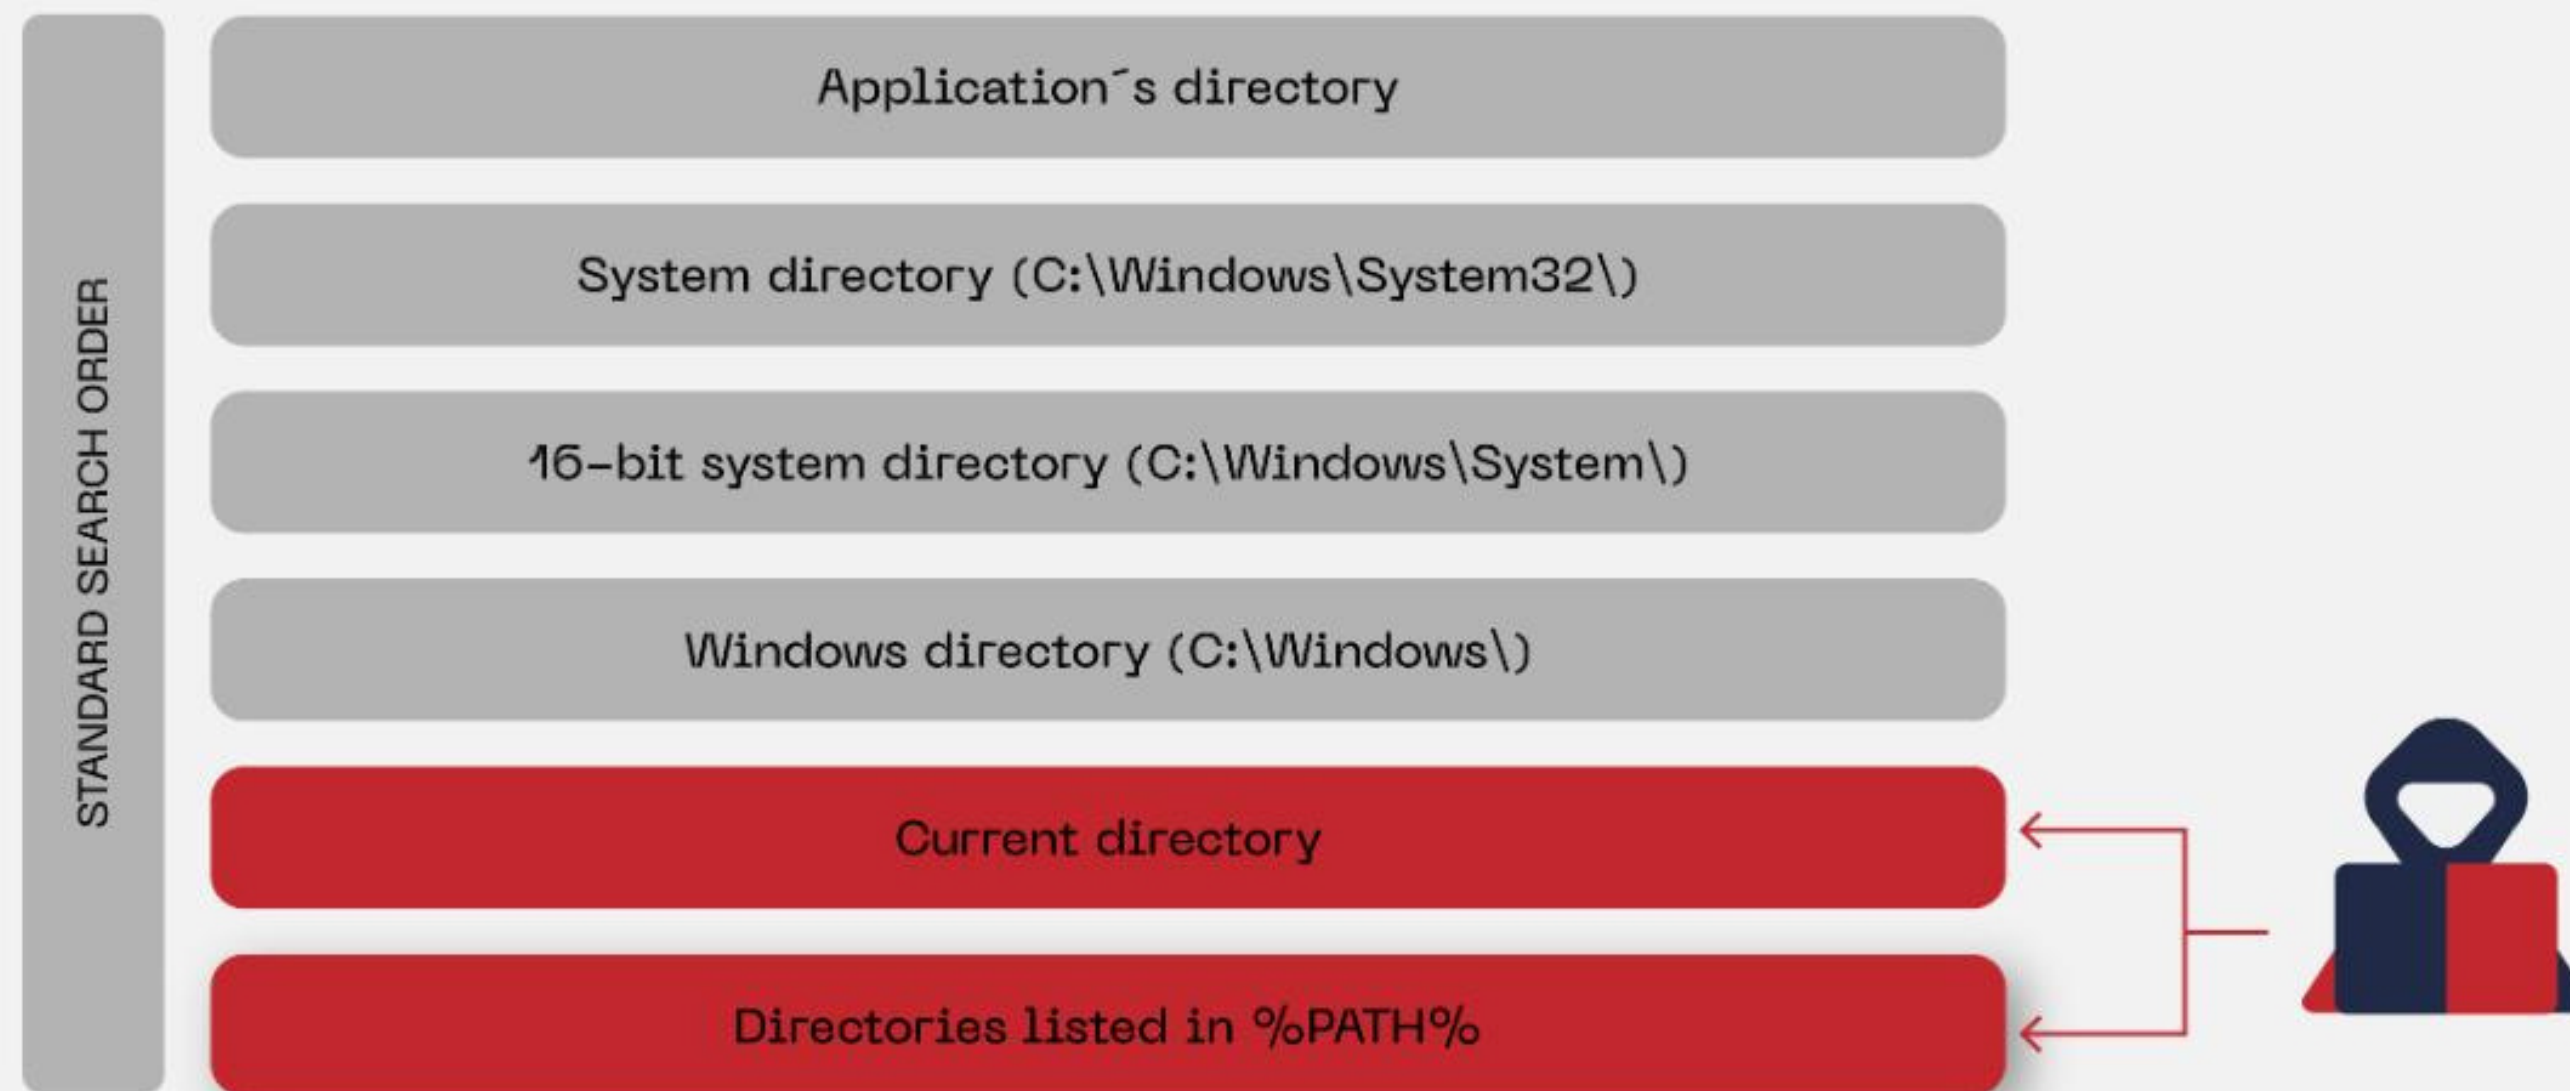 STANDARD SEARCH ORDER
Application´s directory
System directory (C:\Windows\System32\)
16-bit system directory (C:\Windows\System\)
Windows directory (C:\Windows\)
Current directory
Directories listed in %PATH%